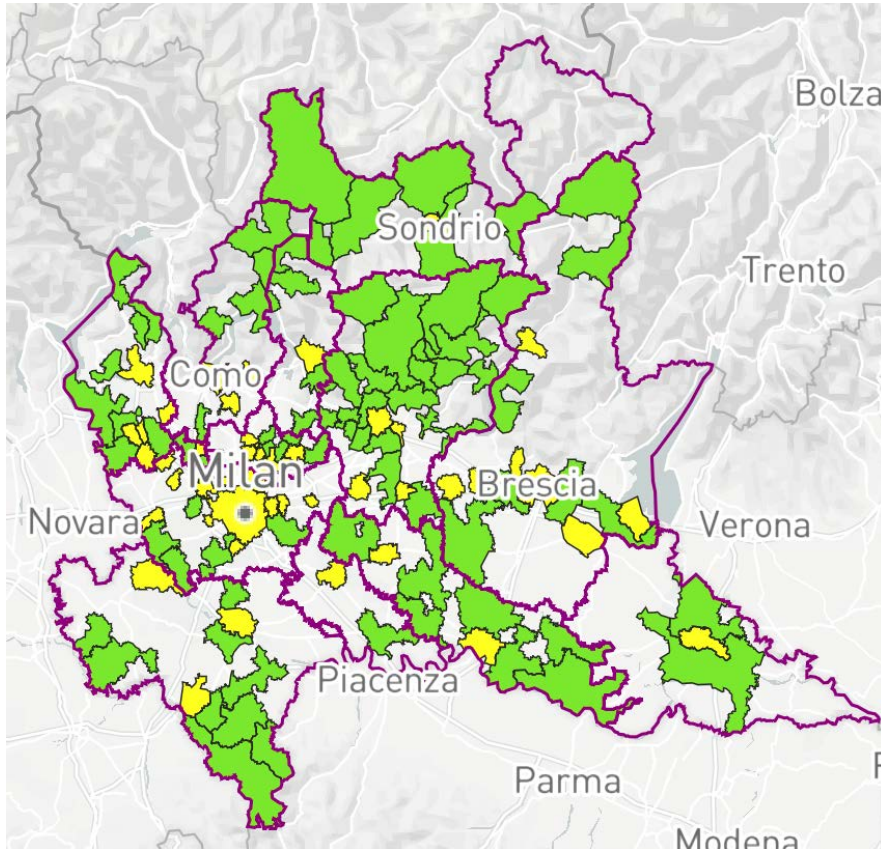 Bolza
Sondrio
Trento
Como
Milan
Brescia
Novara
Verona
Piacenza
Parma
Modena